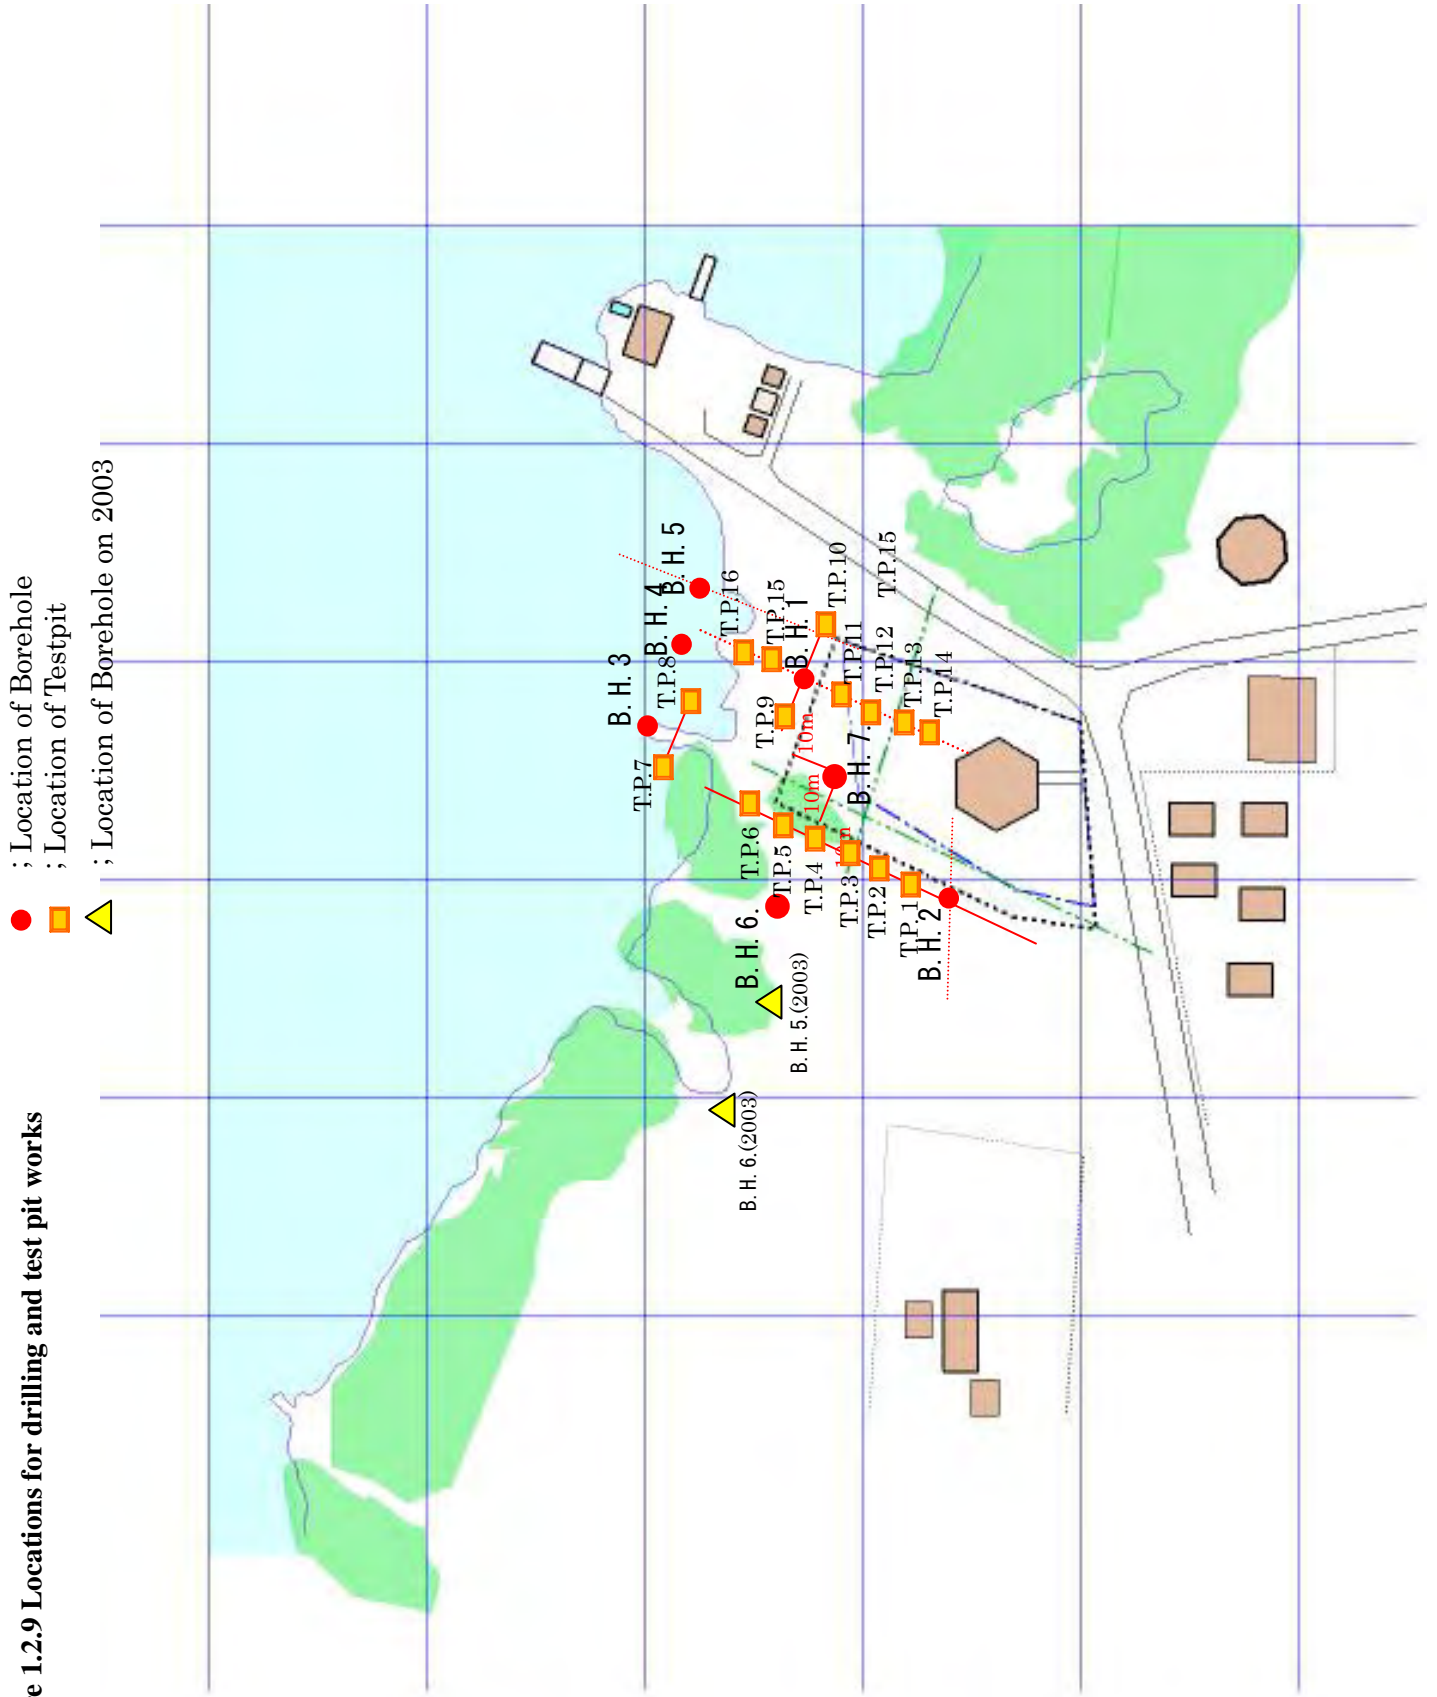 ; Location of Borehole
; Location of Testpit
; Location of Borehole on 2003
e 1.2.9 Locations for drilling and test pit works
B. H. 3
T.P.8
B. H. 4
B. H. 5
T.P.7
T.P.16
T.P.15
B. H. 1
T.P.10
T.P.15
T.P.9
T.P.11
T.P.12
T.P.13
T.P.14
10m
10m
B. H. 7.
T.P.6
T.P.5
T.P.4
T.P.3
T.P.2
T.P.1
B. H. 2
B. H. 6.
B. H. 5.(2003)
B. H. 6.(2003)